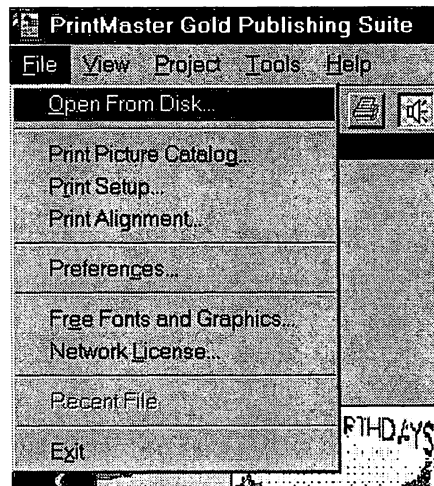 PrintMaster Gold Publishing Suite
File View Project Tools Help
Open From Disk...
Print Picture Catalog...
Print Setup...
Print Alignment...
Preferences...
Free Fonts and Graphics...
Network License...
Recent File
Exit
RTHDAYS